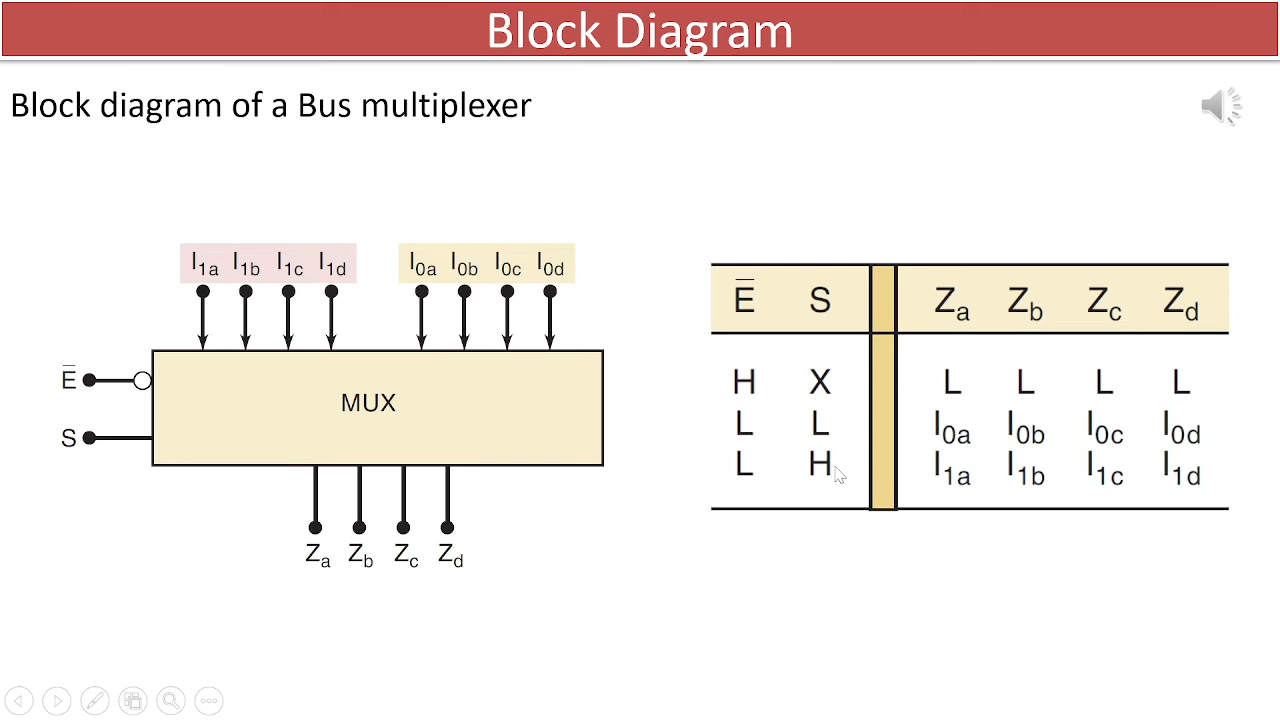 Block Diagram
Block diagram of a Bus multiplexer
I1a I1b I1c I1d I0a I0b I0c I0d
E̅
S
MUX
Za Zb Zc Zd
E̅ S Za Zb Zc Zd
H X L L L L
L L I0a I0b I0c I0d
L H I1a I1b I1c I1d